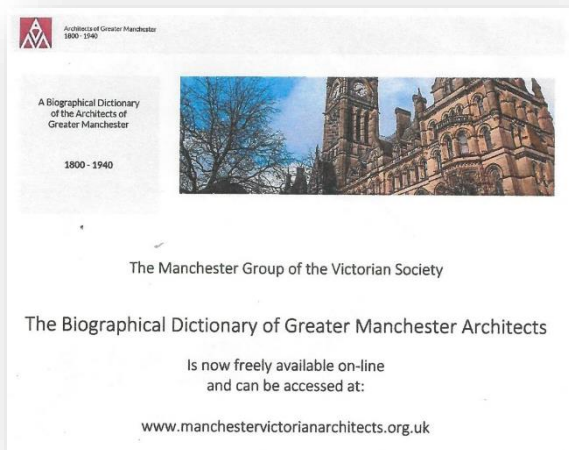 Architects of Greater Manchester
1800 - 1940
A Biographical Dictionary
of the Architects of
Greater Manchester
1800 - 1940
The Manchester Group of the Victorian Society
The Biographical Dictionary of Greater Manchester Architects
Is now freely available on-line
and can be accessed at:
www.manchestervictorianarchitects.org.uk